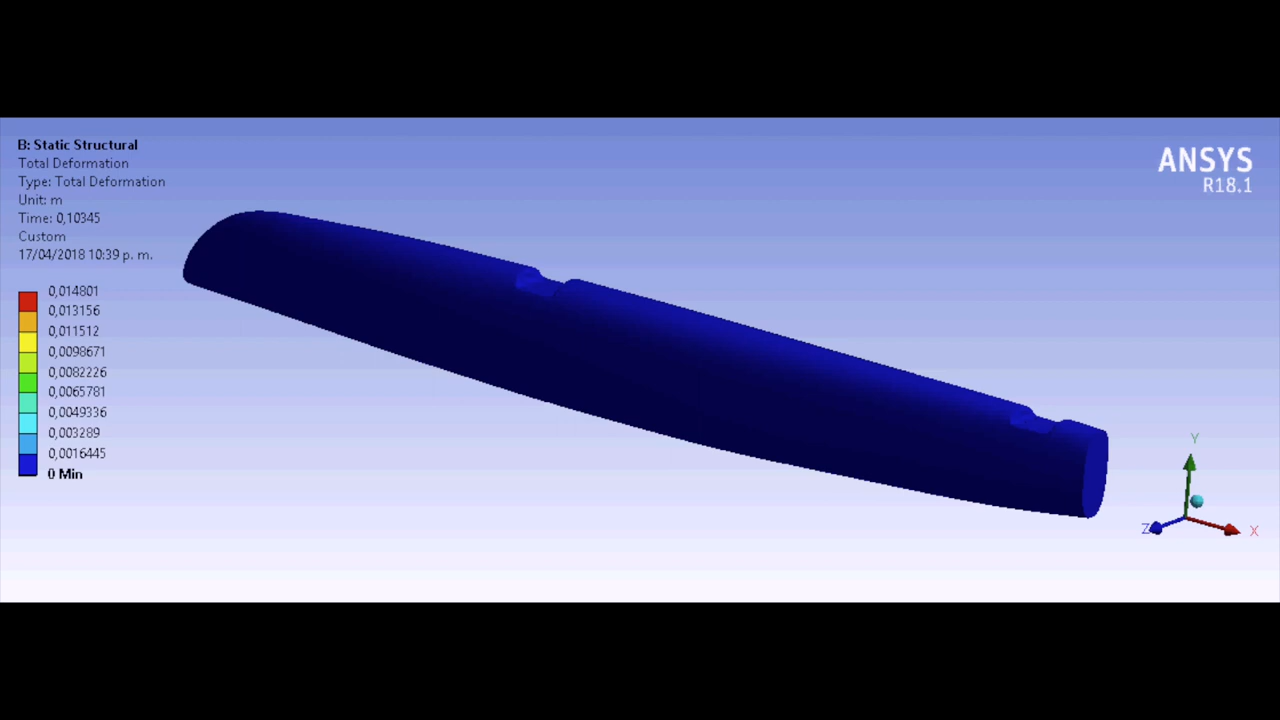 B: Static Structural
Total Deformation
Type: Total Deformation
Unit: m
Time: 0,10345
Custom
17/04/2018 10:39 p. m.
0,014801
0,013156
0,011512
0,0098671
0,0082226
0,0065781
0,0049336
0,003289
0,0016445
0 Min
ANSYS
R18.1
Y
Z
X